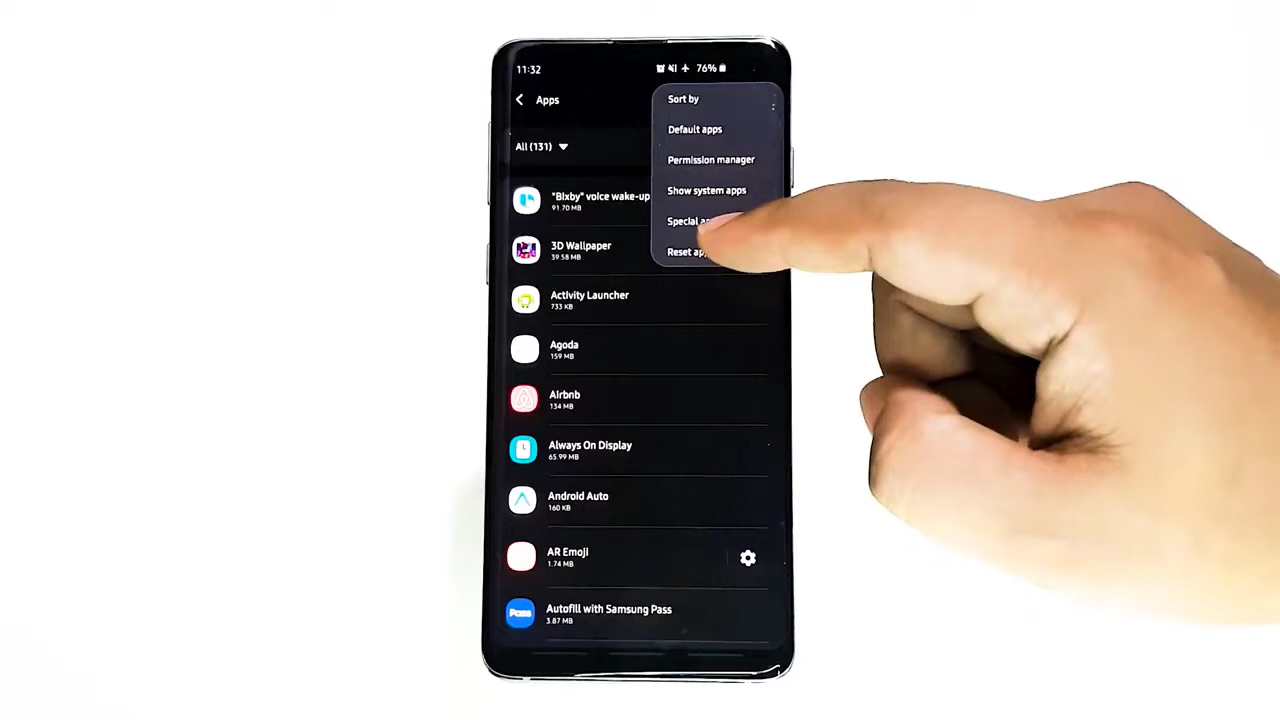 11:32
76%
Apps
Sort by
Default apps
Permission manager
Show system apps
Special
Reset
All (131)
"Bixby" voice wake-up
91.70 MB
3D Wallpaper
39.58 MB
Activity Launcher
733 KB
Agoda
159 MB
Airbnb
134 MB
Always On Display
65.99 MB
Android Auto
160 KB
AR Emoji
1.74 MB
Pass
Autofill with Samsung Pass
3.87 MB